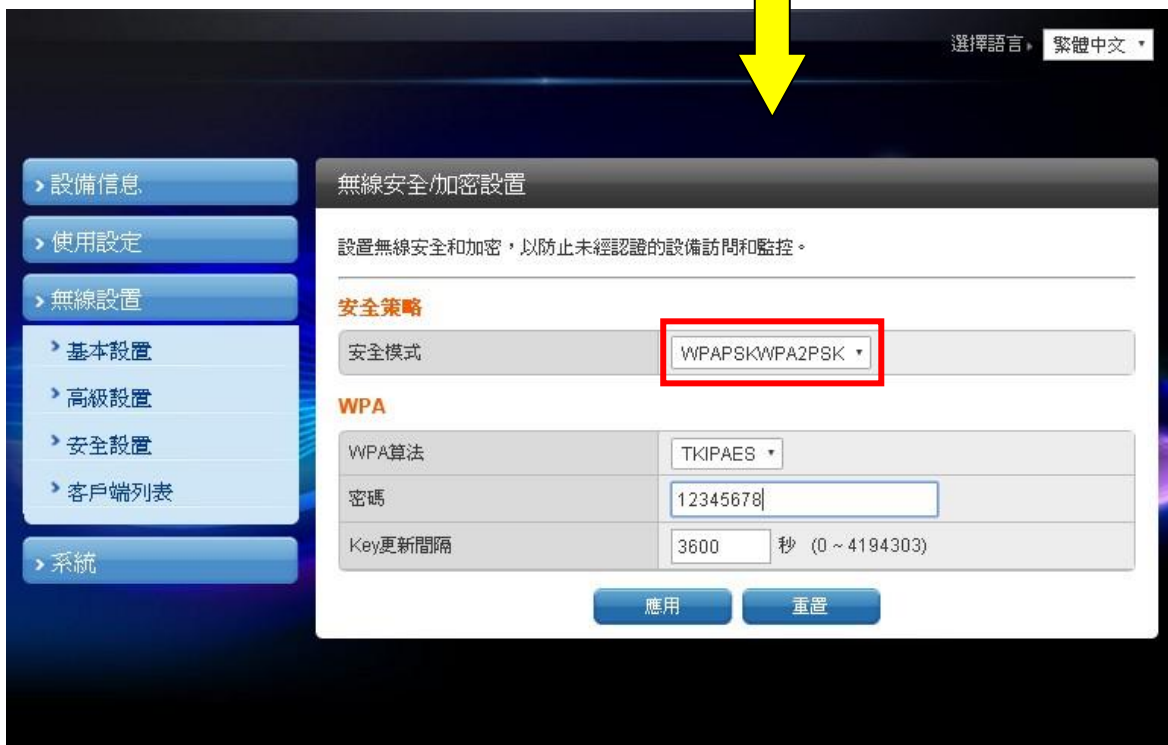 選擇語言 繁體中文
設備信息
使用設定
無線設置
基本設置
高級設置
安全設置
客戶端列表
系統
無線安全/加密設置
設置無線安全和加密，以防止未經認證的設備訪問和監控。
安全策略
安全模式 WPAPSKWPA2PSK
WPA
WPA算法 TKIPAES
密碼 12345678
Key更新間隔 3600 秒 (0 ~ 4194303)
應用 重置